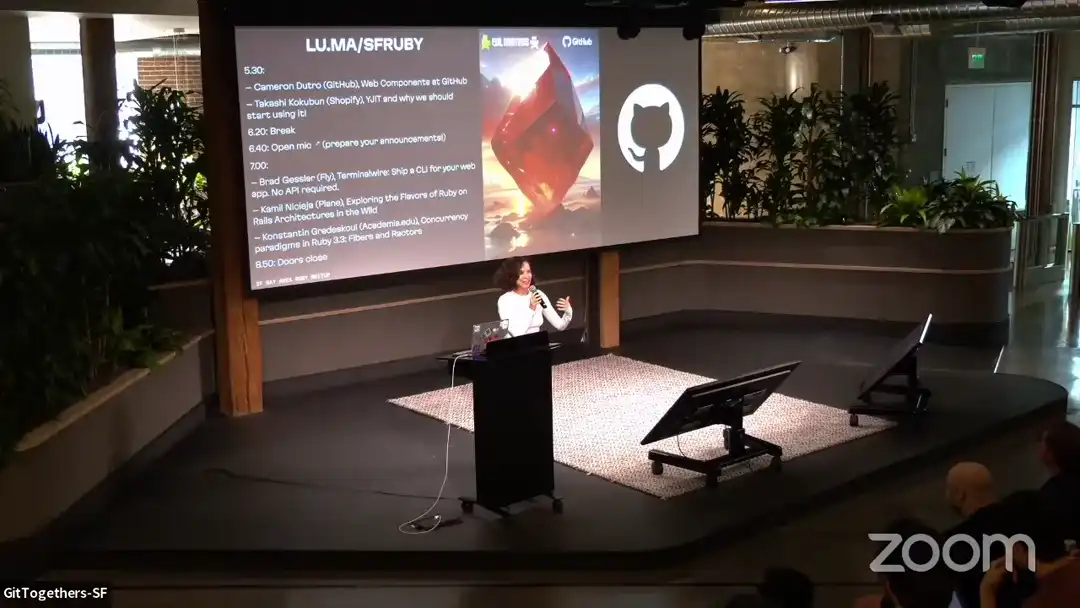 LU.MA/SFRUBY
5.30:
– Cameron Dutro (GitHub), Web Components at GitHub
– Takashi Kokubun (Shopify), YJIT and why we should
start using it!
6.20: Break
6.40: Open mic (prepare your announcements!)
7.00:
– Brad Gessler (Fly), Terminalwire: Ship a CLI for your web
app. No API required.
– Kamil Nicieja (Plane), Exploring the Flavors of Ruby on
Rails Architectures in the Wild
– Konstantin Gredeskoul (Academia.edu), Concurrency
paradigms in Ruby 3.3: Fibers and Ractors
8.50: Doors close
SF BAY AREA RUBY MEETUP
EVIL MARTIANS
GitHub
zoom
GitTogethers-SF